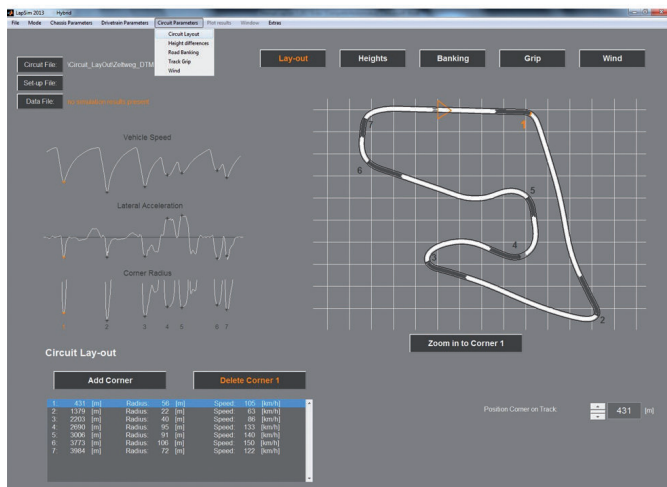 LapSim 2013 Hybrid
File Mode Chassis Parameters Drivetrain Parameters Circuit Parameters Plot results Window Extras
Circuit Layout
Height differences
Road Banking
Track Grip
Wind
Lay-out Heights Banking Grip Wind
Circuit File: \Circuit_LayOut\Zeltweg_DTM
Set-up File:
Data File:
Vehicle Speed
Lateral Acceleration
Corner Radius
1 2 3 4 5 6 7
7
1
6
5
4
3
2
Zoom in to Corner 1
Circuit Lay-out
Add Corner Delete Corner 1
1: 431 [m] Radius: 56 [m] Speed: 105 [km/h]
2: 1379 [m] Radius: 22 [m] Speed: 63 [km/h]
3: 2203 [m] Radius: 40 [m] Speed: 86 [km/h]
4: 2690 [m] Radius: 95 [m] Speed: 133 [km/h]
5: 3006 [m] Radius: 91 [m] Speed: 140 [km/h]
6: 3773 [m] Radius: 106 [m] Speed: 150 [km/h]
7: 3984 [m] Radius: 72 [m] Speed: 122 [km/h]
Position Corner on Track: 431 [m]